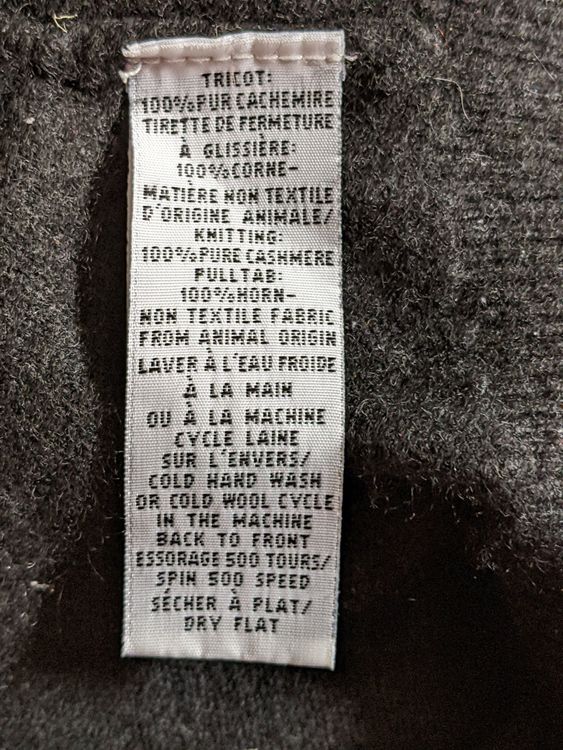 TRICOT:
100%PUR CACHEMIRE
TIRETTE DE FERMETURE
À GLISSIÈRE:
100%CORNE-
MATIÈRE NON TEXTILE
D'ORIGINE ANIMALE/
KNITTING:
100%PURE CASHMERE
PULLTAB:
100%HORN-
NON TEXTILE FABRIC
FROM ANIMAL ORIGIN
LAVER À L'EAU FROIDE
À LA MAIN
OU À LA MACHINE
CYCLE LAINE
SUR L'ENVERS/
COLD HAND WASH
OR COLD WOOL CYCLE
IN THE MACHINE
BACK TO FRONT
ESSORAGE 500 TOURS/
SPIN 500 SPEED
SÉCHER À PLAT/
DRY FLAT